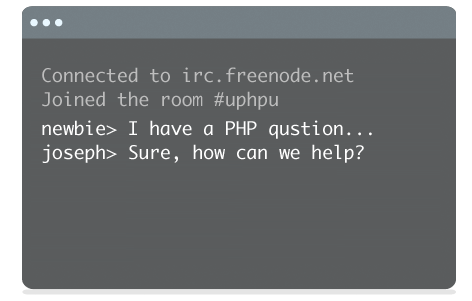 Connected to irc.freenode.net
Joined the room #uphpu
newbie> I have a PHP qustion...
joseph> Sure, how can we help?